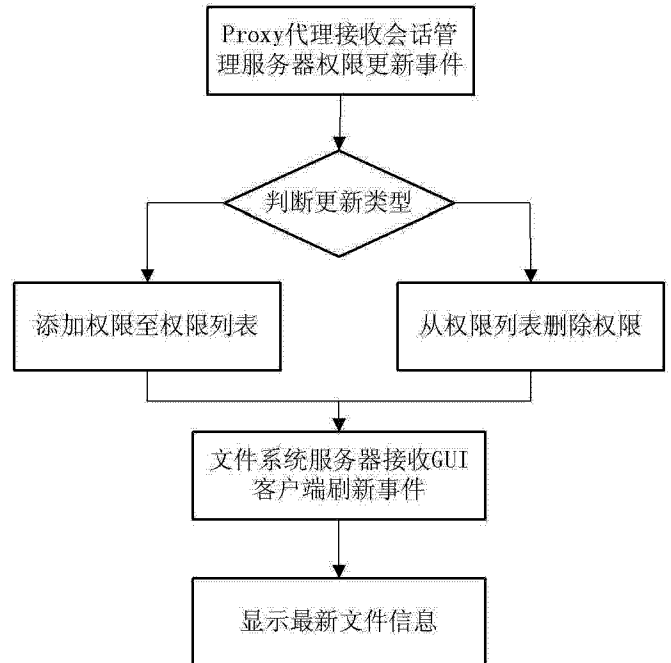 Proxy代理接收会话管
理服务器权限更新事件
判断更新类型
添加权限至权限列表
从权限列表删除权限
文件系统服务器接收GUI
客户端刷新事件
显示最新文件信息